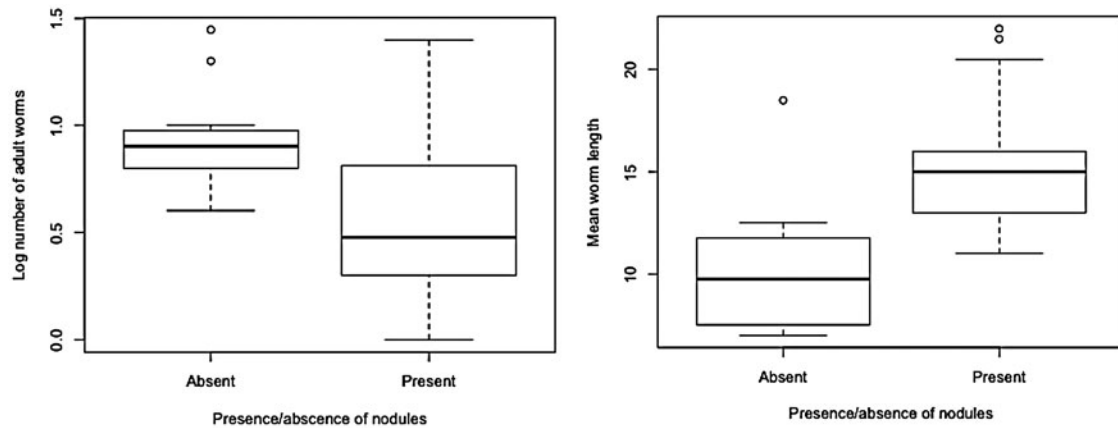 Log number of adult worms
1.5
1.0
0.5
0.0
Absent
Present
Presence/abscence of nodules
Mean worm length
20
15
10
Absent
Present
Presence/absence of nodules